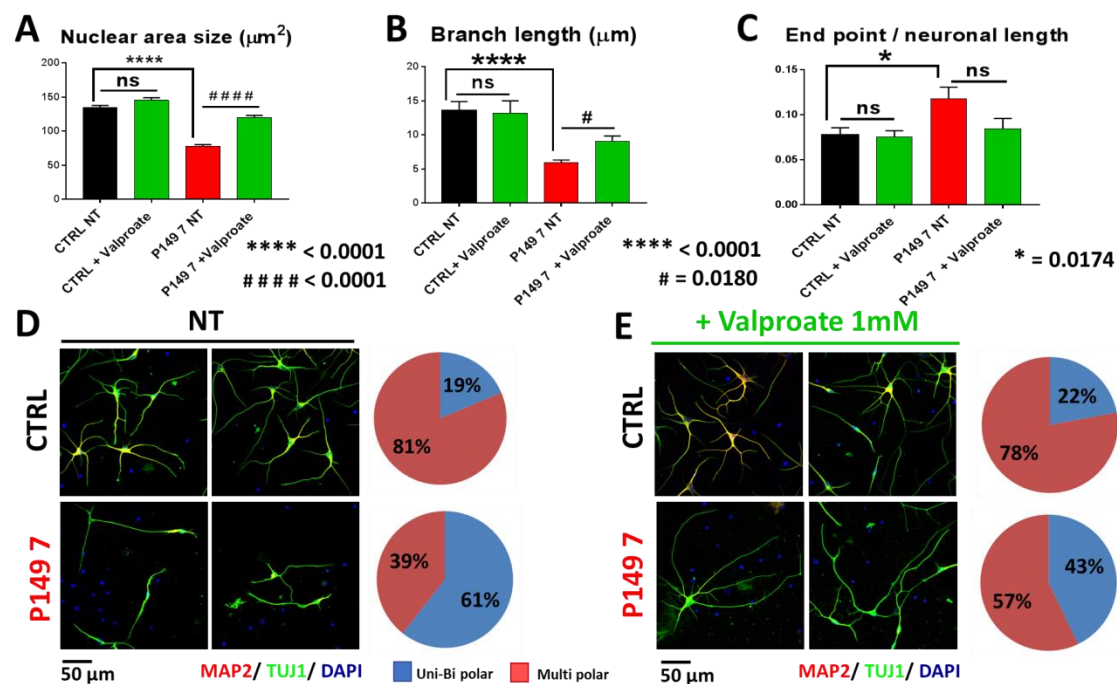 A
Nuclear area size (µm²)
****
ns
####
150
100
50
0
CTRL NT
CTRL + Valproate
P149 7 NT
P149 7 +Valproate
**** < 0.0001
#### < 0.0001
B
Branch length (µm)
****
ns
#
20
15
10
5
0
CTRL NT
CTRL+ Valproate
P149 7 NT
P149 7 + Valproate
**** < 0.0001
# = 0.0180
C
End point / neuronal length
*
ns
ns
0.15
0.10
0.05
0.00
CTRL NT
CTRL + Valproate
P149 7 NT
P149 7 + Valproate
* = 0.0174
D
NT
CTRL
19%
81%
P149 7
39%
61%
50 µm
MAP2/ TUJ1/ DAPI
Uni-Bi polar
Multi polar
E
+ Valproate 1mM
CTRL
22%
78%
P149 7
43%
57%
50 µm
MAP2/ TUJ1/ DAPI